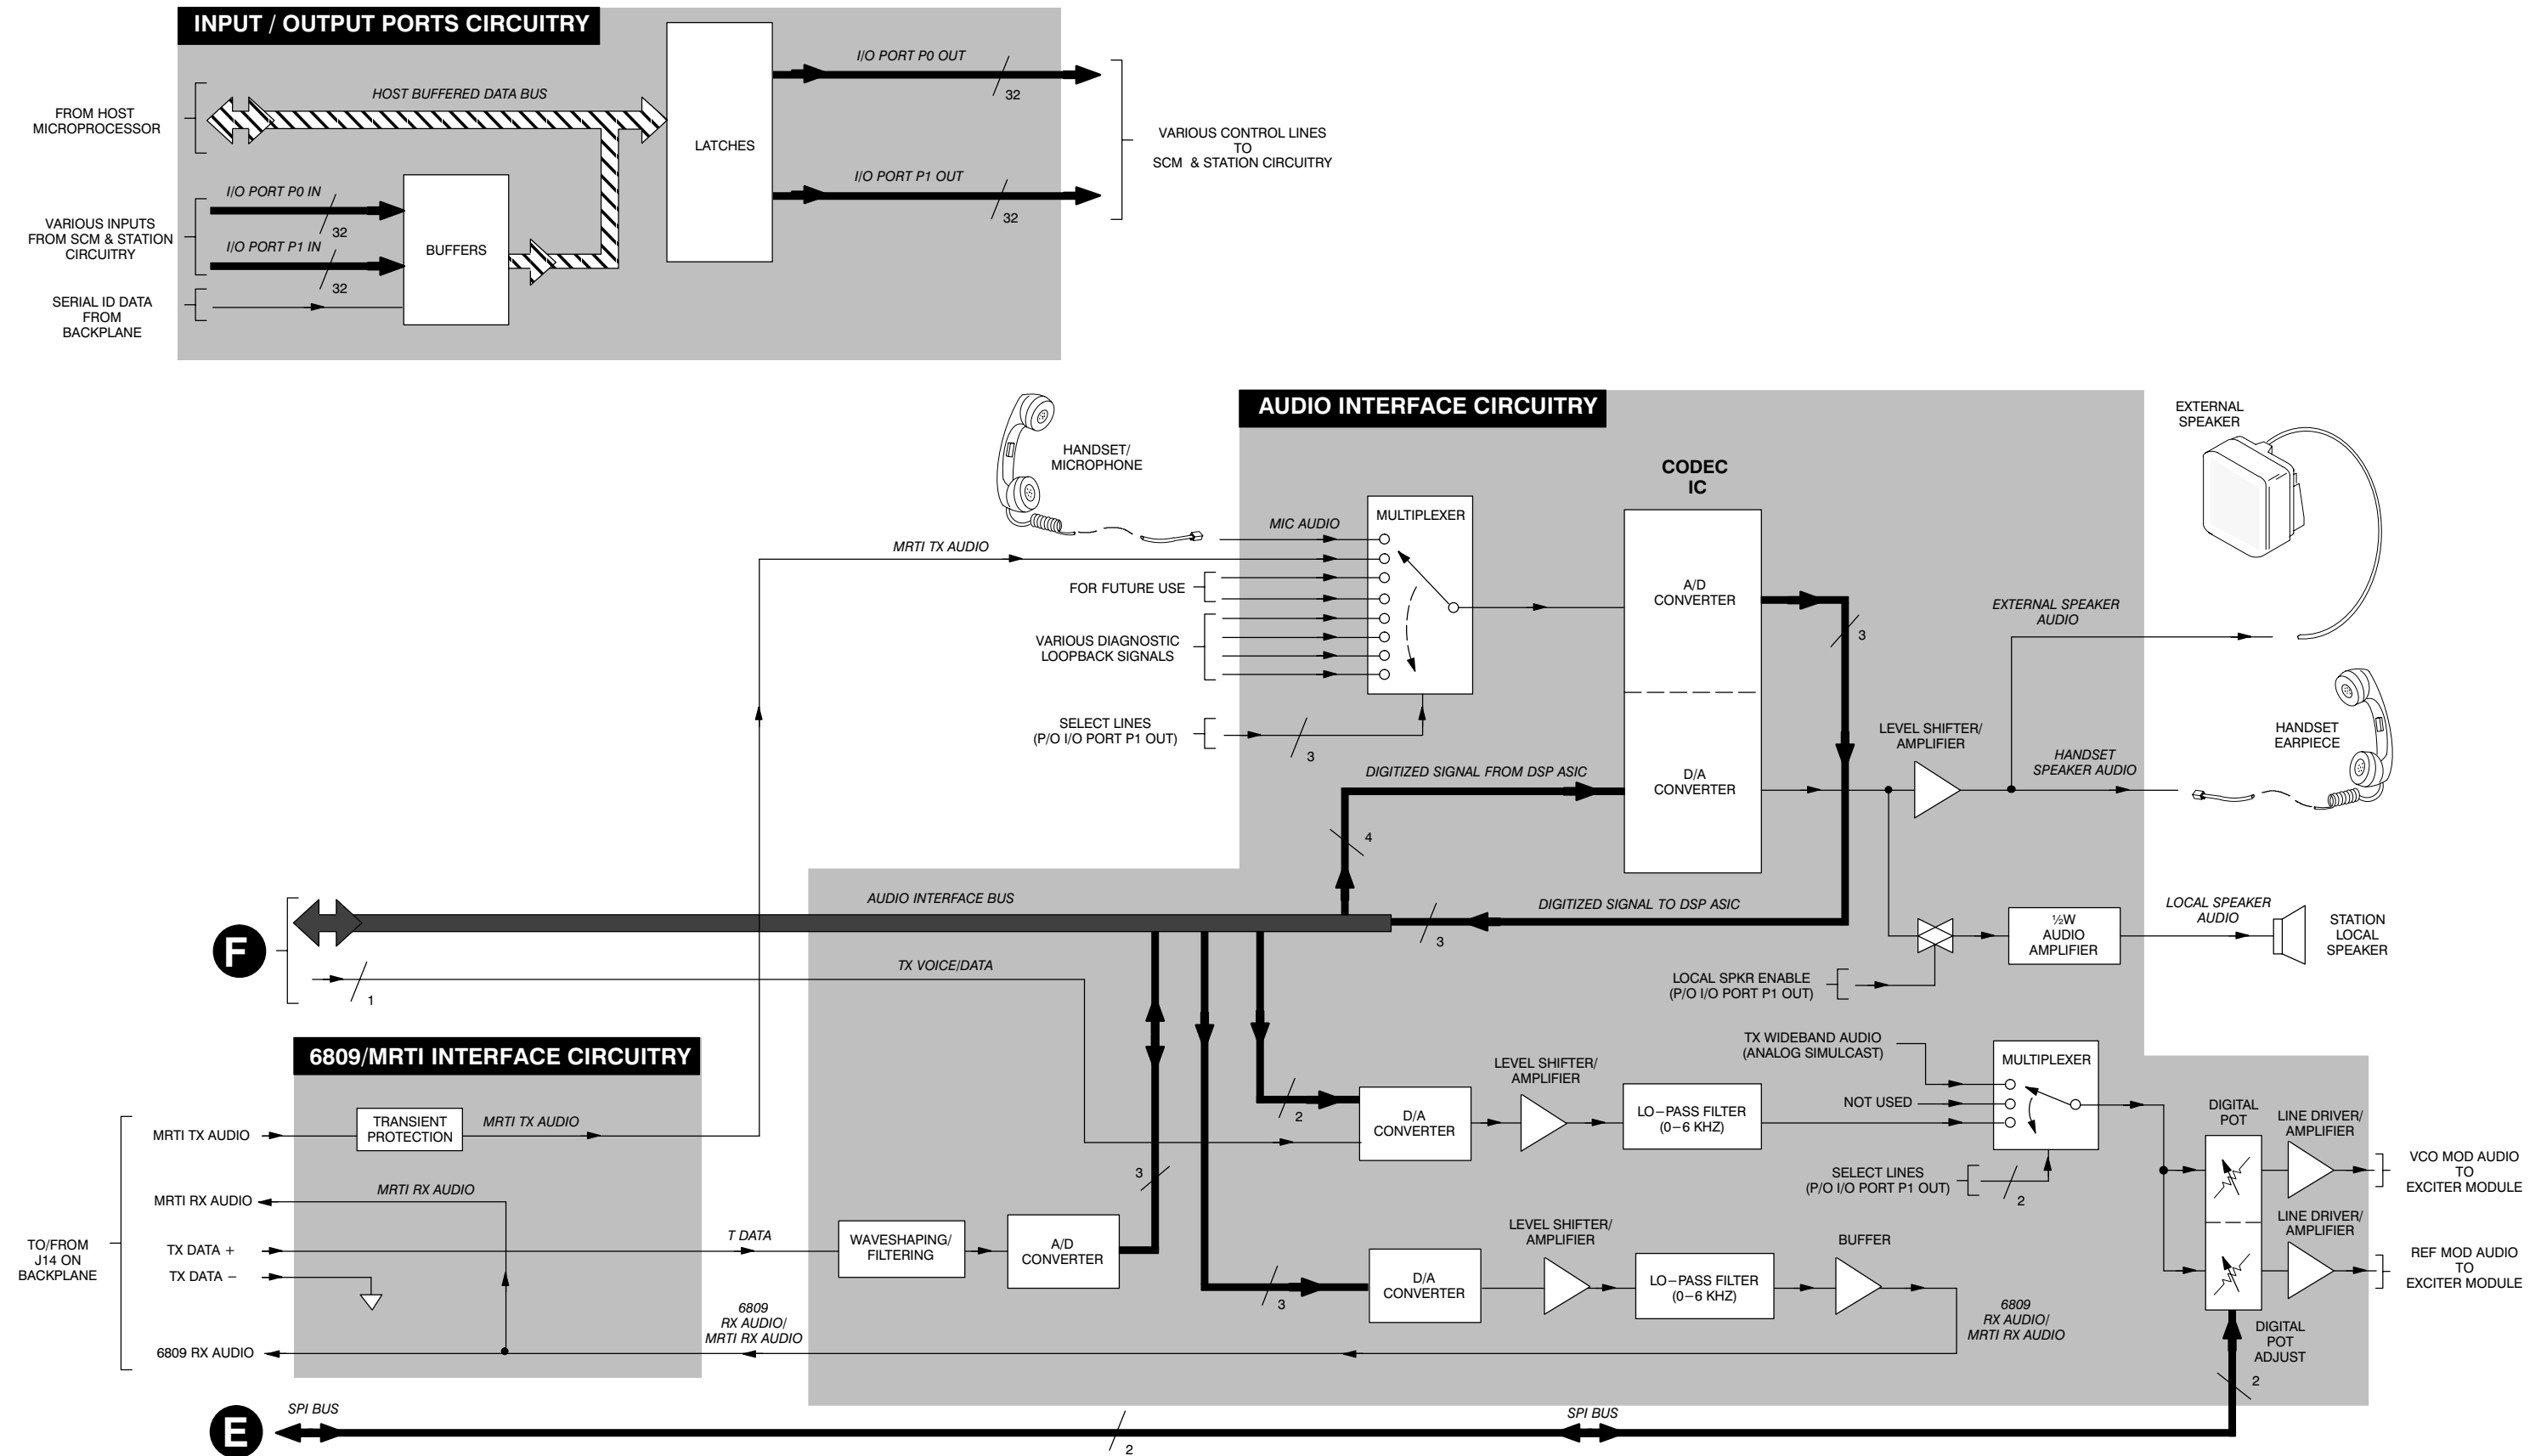 INPUT / OUTPUT PORTS CIRCUITRY
FROM HOST
MICROPROCESSOR
HOST BUFFERED DATA BUS
I/O PORT P0 IN
32
VARIOUS INPUTS
FROM SCM & STATION
CIRCUITRY
I/O PORT P1 IN
32
SERIAL ID DATA
FROM
BACKPLANE
BUFFERS
LATCHES
I/O PORT P0 OUT
32
I/O PORT P1 OUT
32
VARIOUS CONTROL LINES
TO
SCM & STATION CIRCUITRY
AUDIO INTERFACE CIRCUITRY
HANDSET/
MICROPHONE
MIC AUDIO
MRTI TX AUDIO
FOR FUTURE USE
VARIOUS DIAGNOSTIC
LOOPBACK SIGNALS
SELECT LINES
(P/O I/O PORT P1 OUT)
3
MULTIPLEXER
CODEC
IC
A/D
CONVERTER
3
D/A
CONVERTER
DIGITIZED SIGNAL FROM DSP ASIC
4
LEVEL SHIFTER/
AMPLIFIER
EXTERNAL
SPEAKER
EXTERNAL SPEAKER
AUDIO
HANDSET
EARPIECE
HANDSET
SPEAKER AUDIO
F
AUDIO INTERFACE BUS
DIGITIZED SIGNAL TO DSP ASIC
3
TX VOICE/DATA
1
LOCAL SPKR ENABLE
(P/O I/O PORT P1 OUT)
½W
AUDIO
AMPLIFIER
LOCAL SPEAKER
AUDIO
STATION
LOCAL
SPEAKER
6809/MRTI INTERFACE CIRCUITRY
TO/FROM
J14 ON
BACKPLANE
MRTI TX AUDIO
TRANSIENT
PROTECTION
MRTI TX AUDIO
MRTI RX AUDIO
MRTI RX AUDIO
TX DATA +
TX DATA −
T DATA
6809 RX AUDIO
6809
RX AUDIO/
MRTI RX AUDIO
WAVESHAPING/
FILTERING
A/D
CONVERTER
3
2
D/A
CONVERTER
LEVEL SHIFTER/
AMPLIFIER
LO−PASS FILTER
(0−6 KHZ)
TX WIDEBAND AUDIO
(ANALOG SIMULCAST)
NOT USED
MULTIPLEXER
SELECT LINES
(P/O I/O PORT P1 OUT)
2
3
D/A
CONVERTER
LEVEL SHIFTER/
AMPLIFIER
LO−PASS FILTER
(0−6 KHZ)
BUFFER
6809
RX AUDIO/
MRTI RX AUDIO
DIGITAL
POT
LINE DRIVER/
AMPLIFIER
VCO MOD AUDIO
TO
EXCITER MODULE
LINE DRIVER/
AMPLIFIER
REF MOD AUDIO
TO
EXCITER MODULE
DIGITAL
POT
ADJUST
2
E
SPI BUS
2
SPI BUS